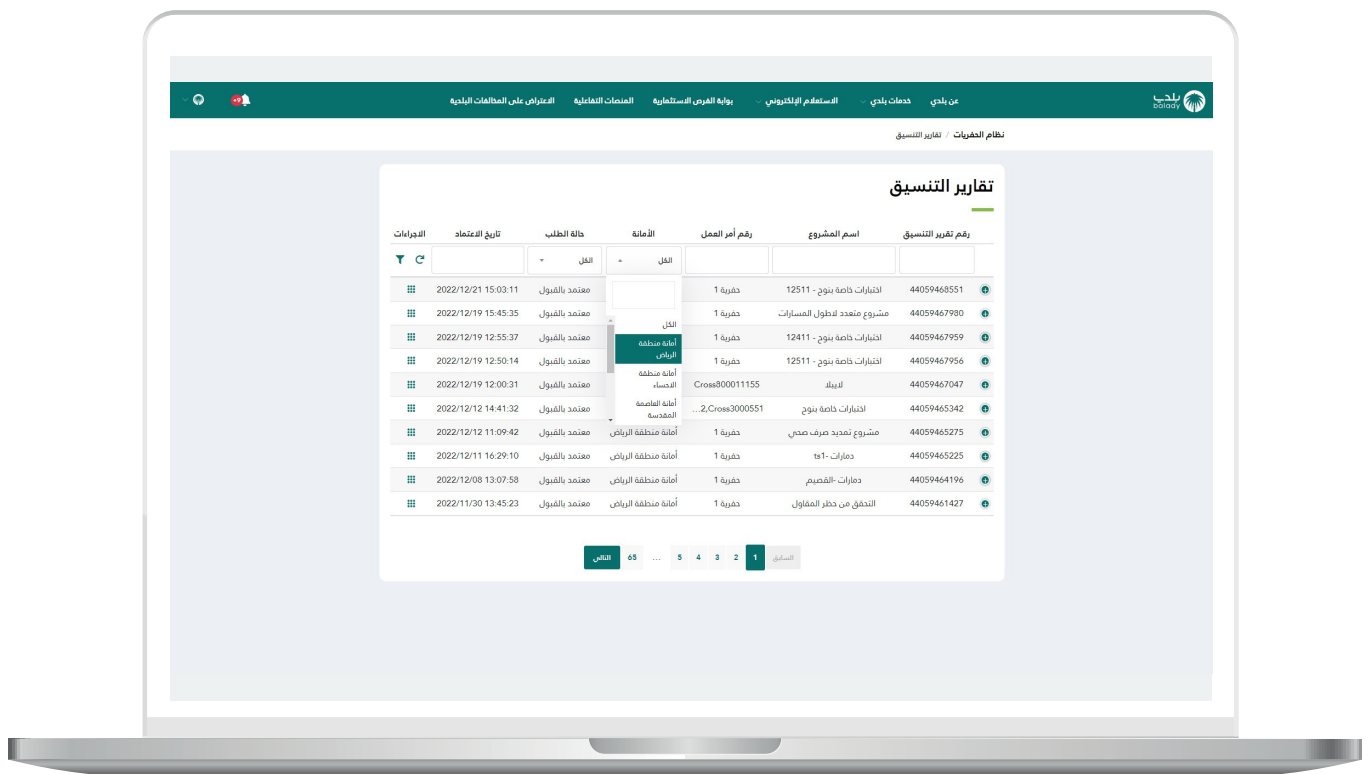 بلدي
balady
عن بلدي خدمات بلدي الاستعلام الإلكتروني بوابة الفرص الاستثمارية المنصات التفاعلية الاعتراض على المخالفات البلدية
+9
نظام الحفريات / تقارير التنسيق
تقارير التنسيق
رقم تقرير التنسيق اسم المشروع رقم أمر العمل الأمانة حالة الطلب تاريخ الاعتماد الاجراءات
الكل الكل
44059468551 اختبارات خاصة بنوح - 12511 حفرية 1 معتمد بالقبول 2022/12/21 15:03:11
44059467980 مشروع متعدد لاطول المسارات حفرية 1 معتمد بالقبول 2022/12/19 15:45:35
44059467959 اختبارات خاصة بنوح - 12411 حفرية 1 معتمد بالقبول 2022/12/19 12:55:37
44059467956 اختبارات خاصة بنوح - 12511 حفرية 1 معتمد بالقبول 2022/12/19 12:50:14
44059467047 لايبلا Cross800011155 معتمد بالقبول 2022/12/19 12:00:31
44059465342 اختبارات خاصة بنوح 2,Cross3000551... معتمد بالقبول 2022/12/12 14:41:32
الكل
أمانة منطقة
الرياض
أمانة منطقة
الاحساء
أمانة العاصمة
المقدسة
44059465275 مشروع تمديد صرف صحي حفرية 1 أمانة منطقة الرياض معتمد بالقبول 2022/12/12 11:09:42
44059465225 دمارات -ts1 حفرية 1 أمانة منطقة الرياض معتمد بالقبول 2022/12/11 16:29:10
44059464196 دمارات -القصيم حفرية 1 أمانة منطقة الرياض معتمد بالقبول 2022/12/08 13:07:58
44059461427 التحقق من حظر المقاول حفرية 1 أمانة منطقة الرياض معتمد بالقبول 2022/11/30 13:45:23
السابق 1 2 3 4 5 ... 65 التالي